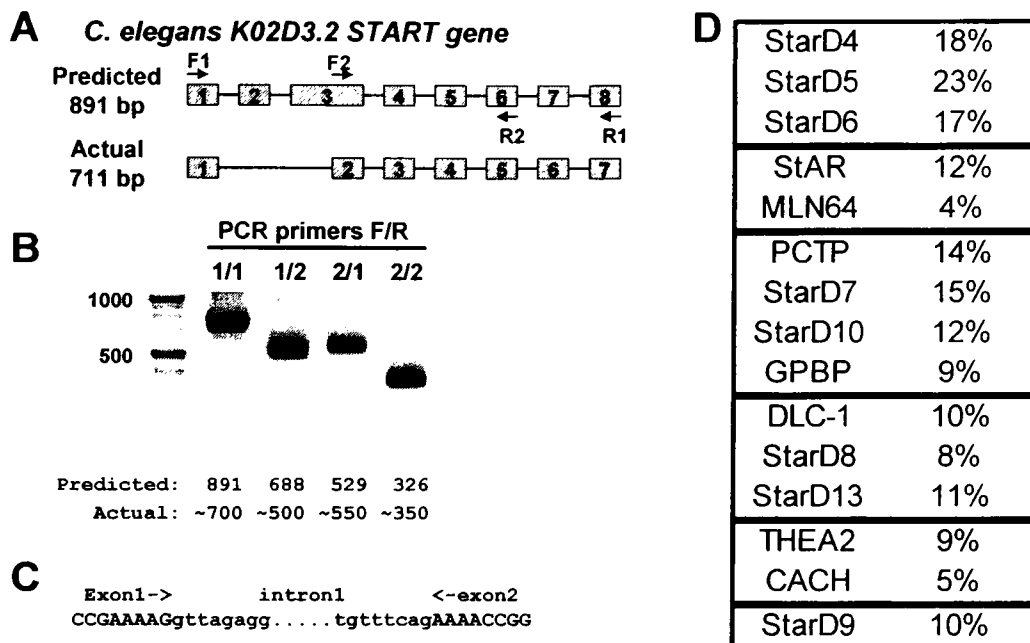 A
C. elegans K02D3.2 START gene
F1 F2
Predicted
891 bp
1 2 3 4 5 6 7 8
R2 R1
Actual
711 bp
1 2 3 4 5 6 7
B
PCR primers F/R
1/1 1/2 2/1 2/2
1000
500
Predicted: 891 688 529 326
Actual: ~700 ~500 ~550 ~350
C
Exon1-> intron1 <-exon2
CCGAAAAGgttagagg.....tgtttcagAAAACCGG
D
StarD4 18%
StarD5 23%
StarD6 17%
StAR 12%
MLN64 4%
PCTP 14%
StarD7 15%
StarD10 12%
GPBP 9%
DLC-1 10%
StarD8 8%
StarD13 11%
THEA2 9%
CACH 5%
StarD9 10%